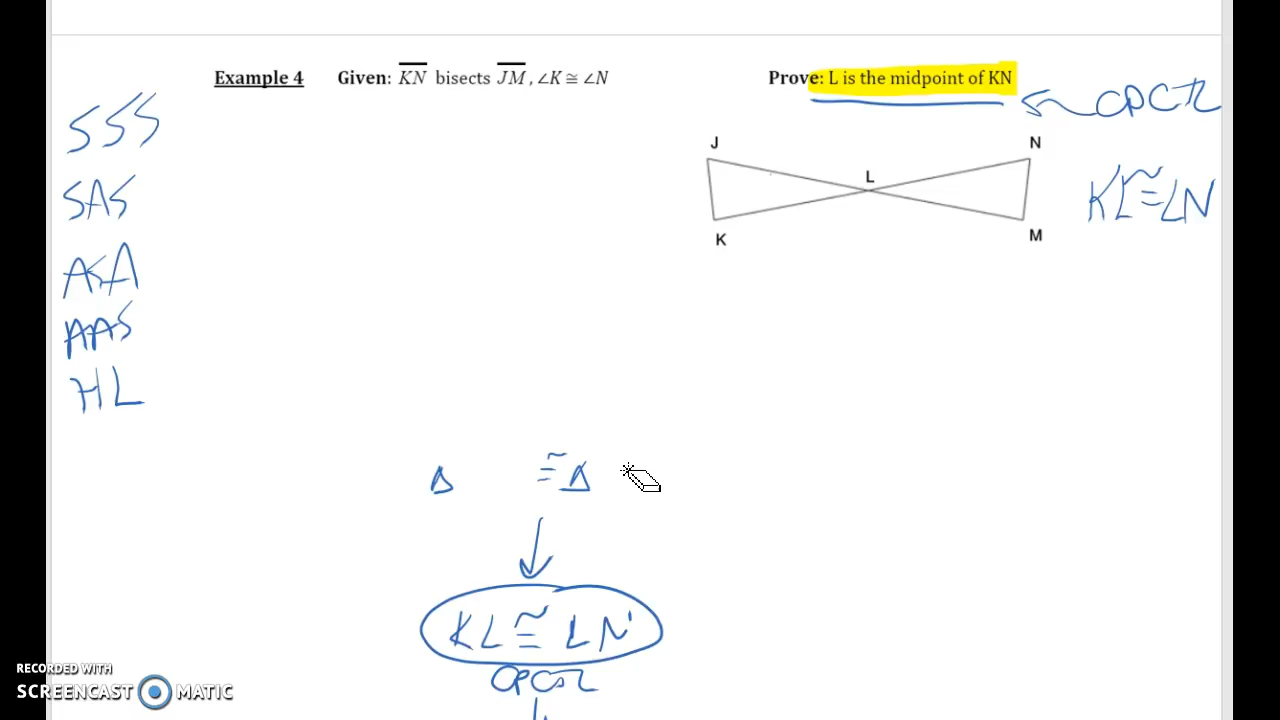 Example 4 Given: KN bisects JM, ∠K ≅ ∠N Prove: L is the midpoint of KN
SSS
CPCTC
J
N
L
KL ≅ LN
SAS
K
M
ASA
AAS
HL
Δ ≅ Δ
KL ≅ LN
CPCTC
RECORDED WITH
SCREENCAST MATIC